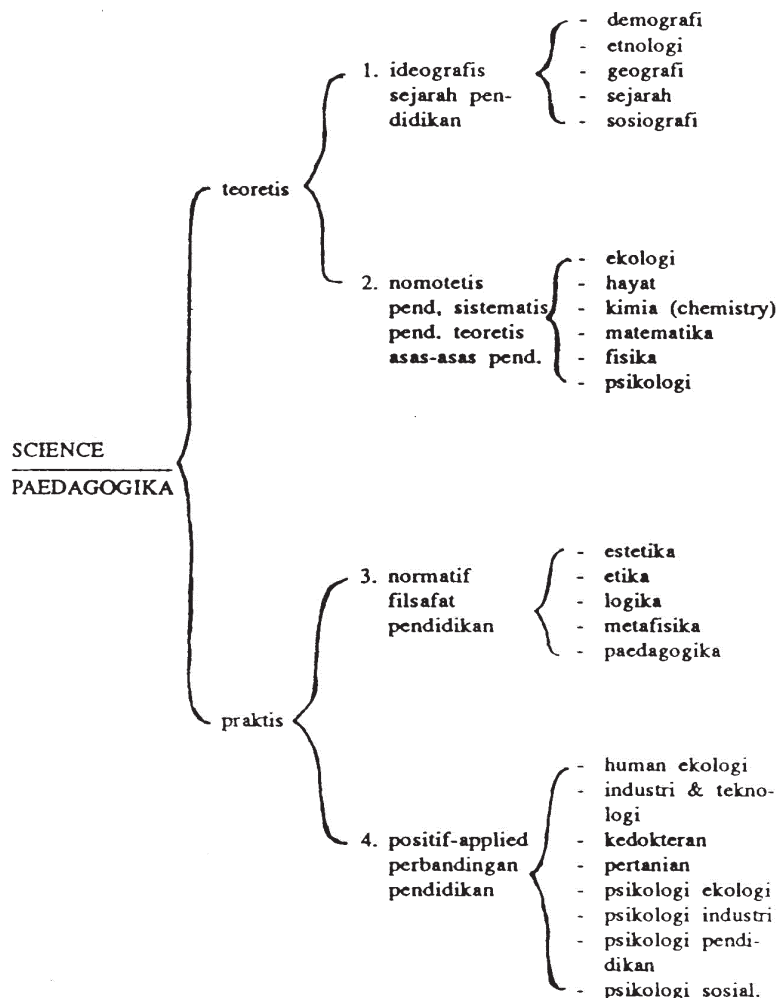 - demografi
- etnologi
1. ideografis
- geografi
sejarah pen-
- sejarah
didikan
- sosiografi
teoretis
- ekologi
2. nomotetis
- hayat
pend, sistematis
- kimia (chemistry)
pend. teoretis
- matematika
asas-asas pend.
- fisika
- psikologi
SCIENCE
PAEDAGOGIKA
- estetika
3. normatif
- etika
filsafat
- logika
pendidikan
- metafisika
- paedagogika
praktis
- human ekologi
- industri & tekno-
logi
4. positif-applied
- kedokteran
perbandingan
- pertanian
pendidikan
- psikologi ekologi
- psikologi industri
- psikologi pendi-
dikan
- psikologi sosial.